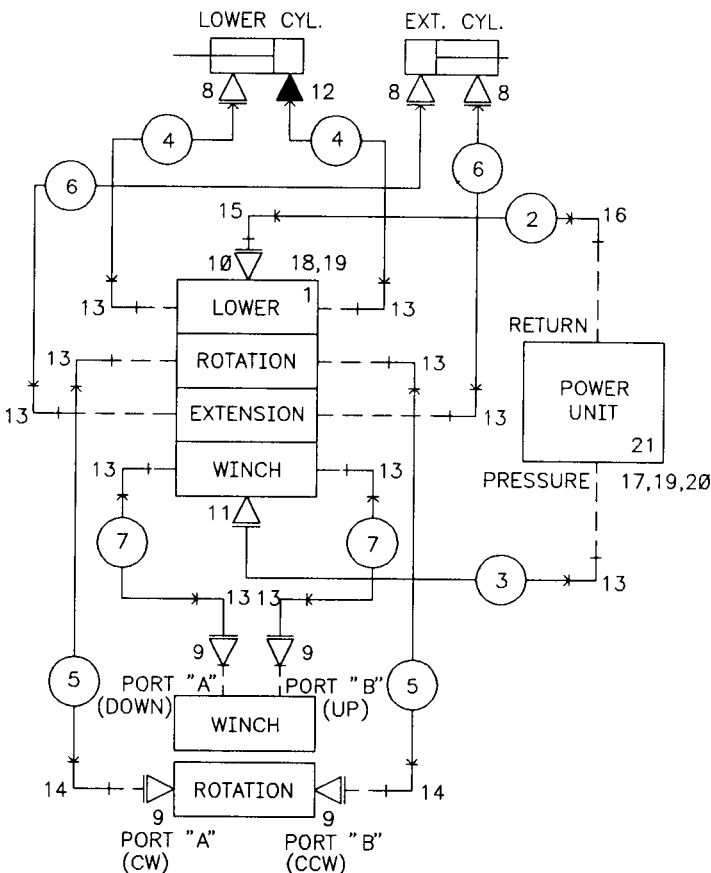 LOWER CYL.
EXT. CYL.
8
12
8
8
4
4
6
6
15
2
16
10
18,19
1
13
LOWER
13
RETURN
13
ROTATION
13
POWER
UNIT
13
EXTENSION
13
21
13
WINCH
13
PRESSURE
17,19,20
11
7
7
3
13
13
13
9
9
5
PORT "A"
(DOWN)
PORT "B"
(UP)
5
WINCH
14
ROTATION
14
9
9
PORT "A"
(CW)
PORT "B"
(CCW)